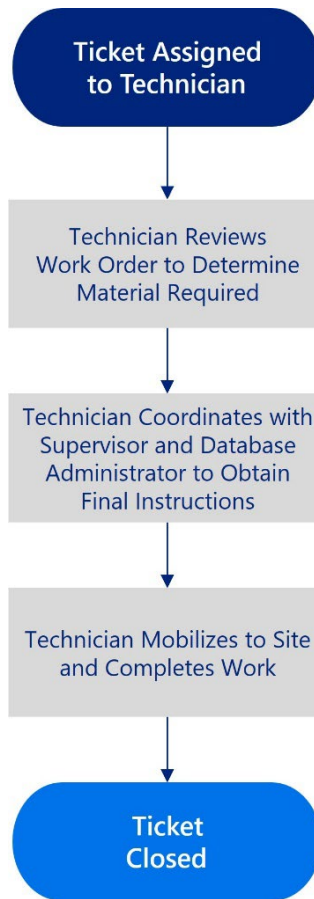 Ticket Assigned
to Technician
Technician Reviews
Work Order to Determine
Material Required
Technician Coordinates with
Supervisor and Database
Administrator to Obtain
Final Instructions
Technician Mobilizes to Site
and Completes Work
Ticket
Closed